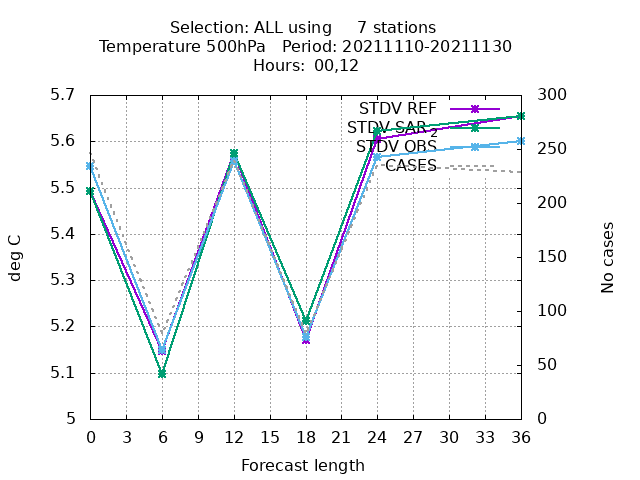 Selection: ALL using 7 stations
Temperature 500hPa Period: 20211110-20211130
Hours: 00,12
5.7
5.6
5.5
5.4
5.3
5.2
5.1
5
300
250
200
150
100
50
0
deg C
No cases
STDV REF
STDV SAR 2
STDV OBS
CASES
0 3 6 9 12 15 18 21 24 27 30 33 36
Forecast length